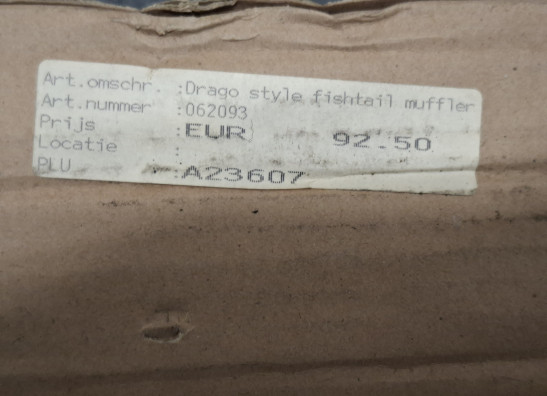 Art.omschr. :Drago style fishtail muffler
Art.nummer :062093
Prijs :EUR 92.50
Locatie :
PLU :A23607